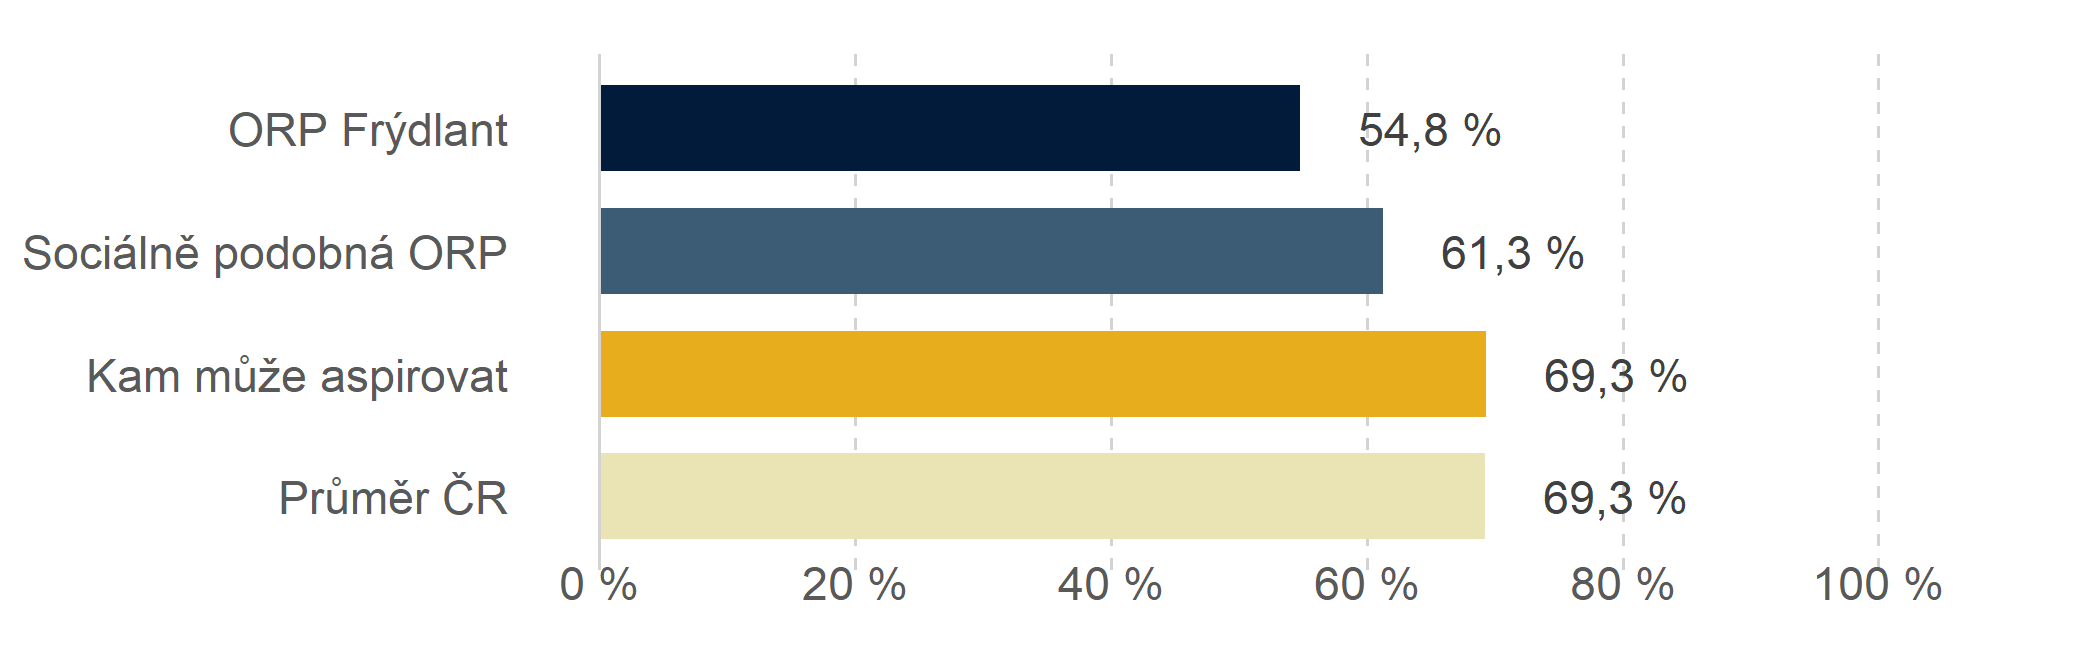 ORP Frýdlant 54,8 %
Sociálně podobná ORP 61,3 %
Kam může aspirovat 69,3 %
Průměr ČR 69,3 %
0 % 20 % 40 % 60 % 80 % 100 %